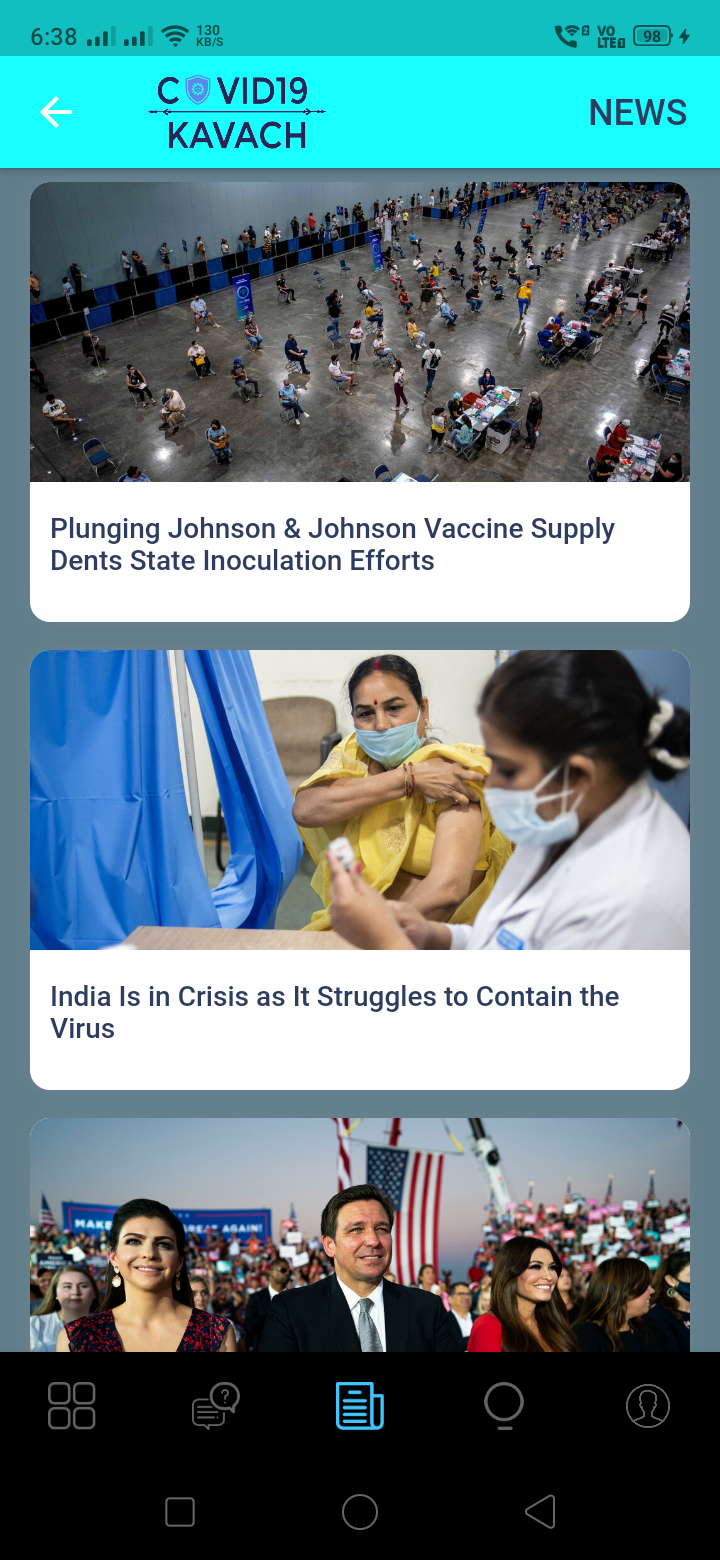 6:38
130
KB/S
2
VO
LTE
98
COVID19
KAVACH
NEWS
Plunging Johnson & Johnson Vaccine Supply
Dents State Inoculation Efforts
India Is in Crisis as It Struggles to Contain the
Virus
MAKE
GREAT AGAIN!